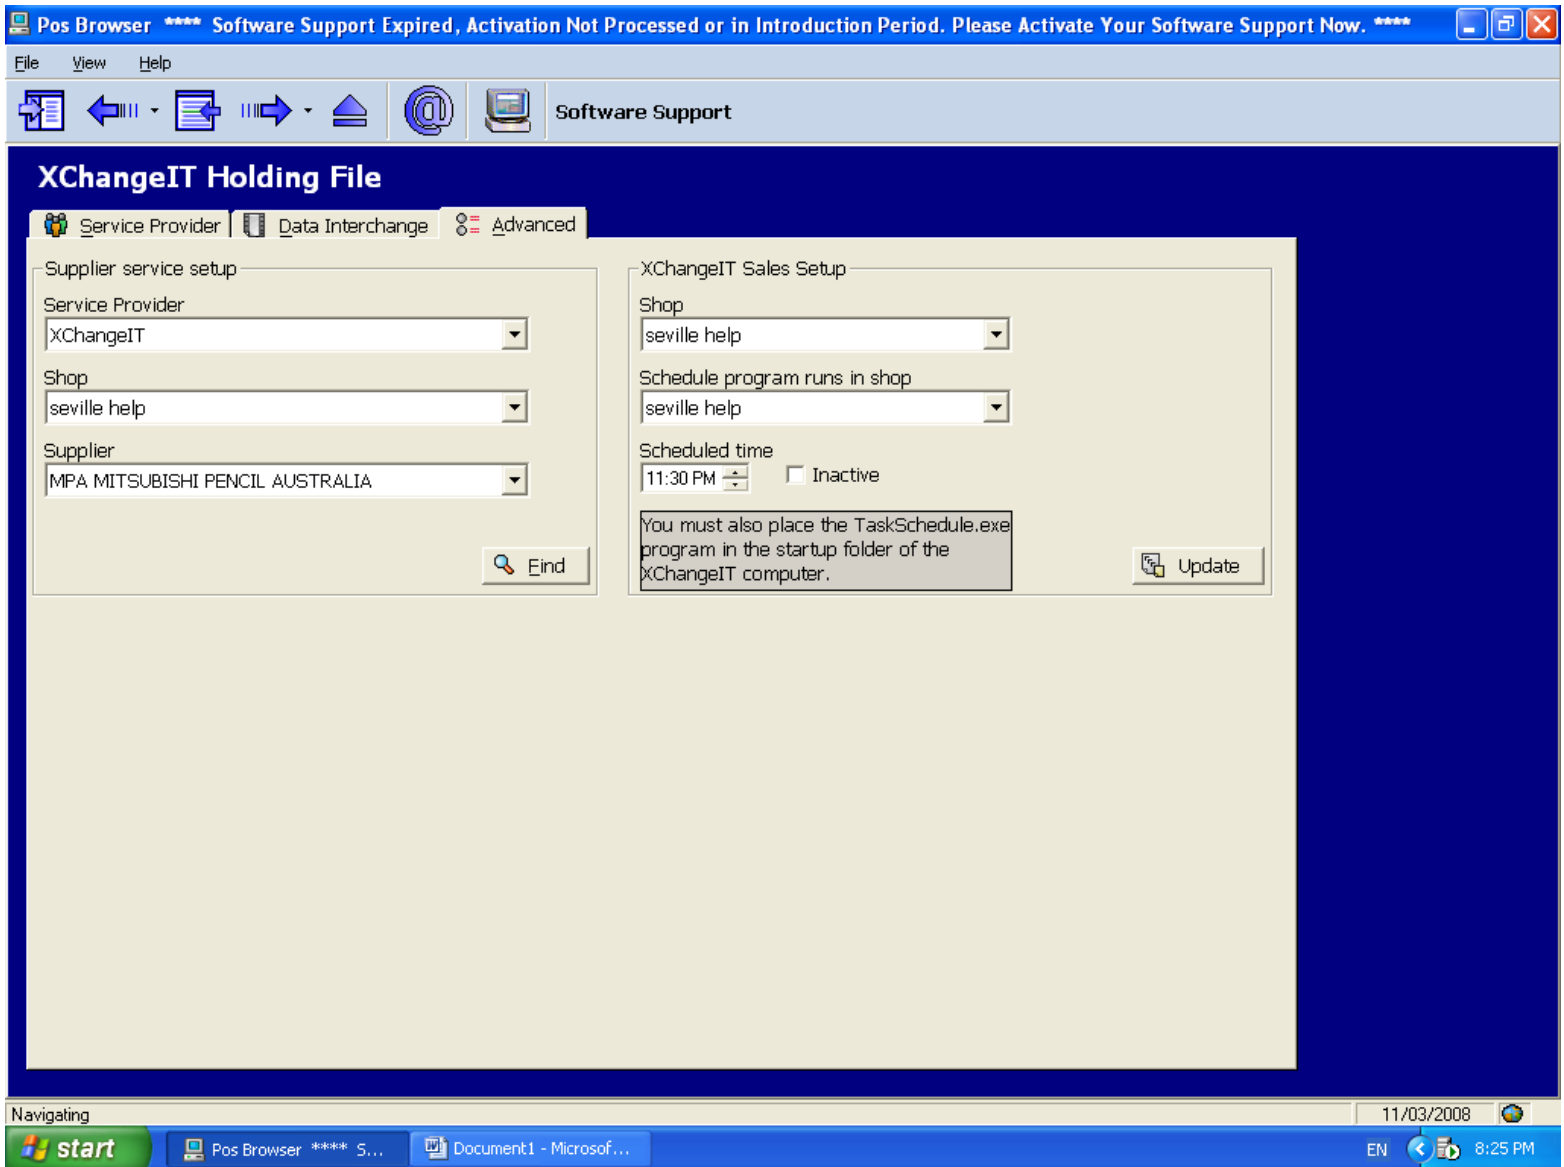 Pos Browser **** Software Support Expired, Activation Not Processed or in Introduction Period. Please Activate Your Software Support Now. ****
File View Help
Software Support
XChangeIT Holding File
Service Provider Data Interchange Advanced
Supplier service setup
Service Provider
XChangeIT
Shop
seville help
Supplier
MPA MITSUBISHI PENCIL AUSTRALIA
Find
XChangeIT Sales Setup
Shop
seville help
Schedule program runs in shop
seville help
Scheduled time
11:30 PM Inactive
You must also place the TaskSchedule.exe
program in the startup folder of the
XChangeIT computer.
Update
Navigating 11/03/2008
start Pos Browser **** S... Document1 - Microsof... EN 8:25 PM